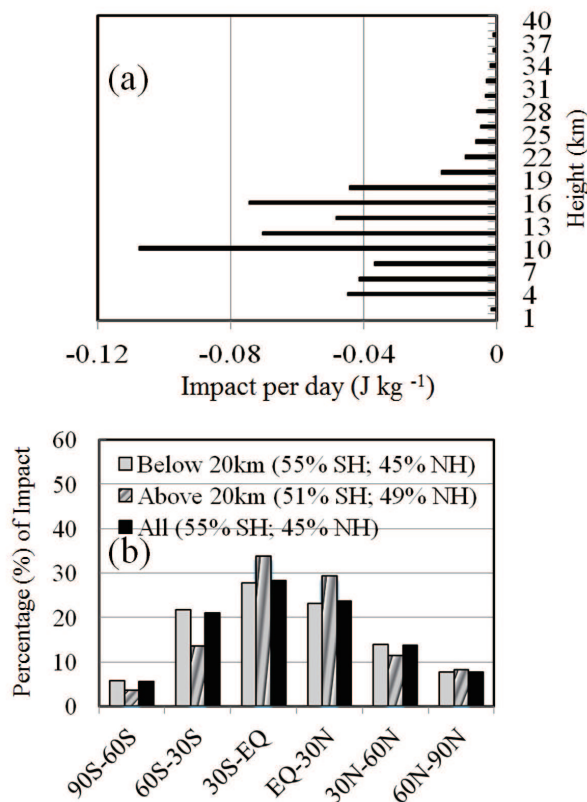 (a)
40
37
34
31
28
25
22
19
16
13
10
7
4
1
Height (km)
-0.12 -0.08 -0.04 0
Impact per day (J kg -1)
Percentage (%) of Impact
60
50
40
30
20
10
0
Below 20km (55% SH; 45% NH)
Above 20km (51% SH; 49% NH)
All (55% SH; 45% NH)
(b)
90S-60S
60S-30S
30S-EQ
EQ-30N
30N-60N
60N-90N